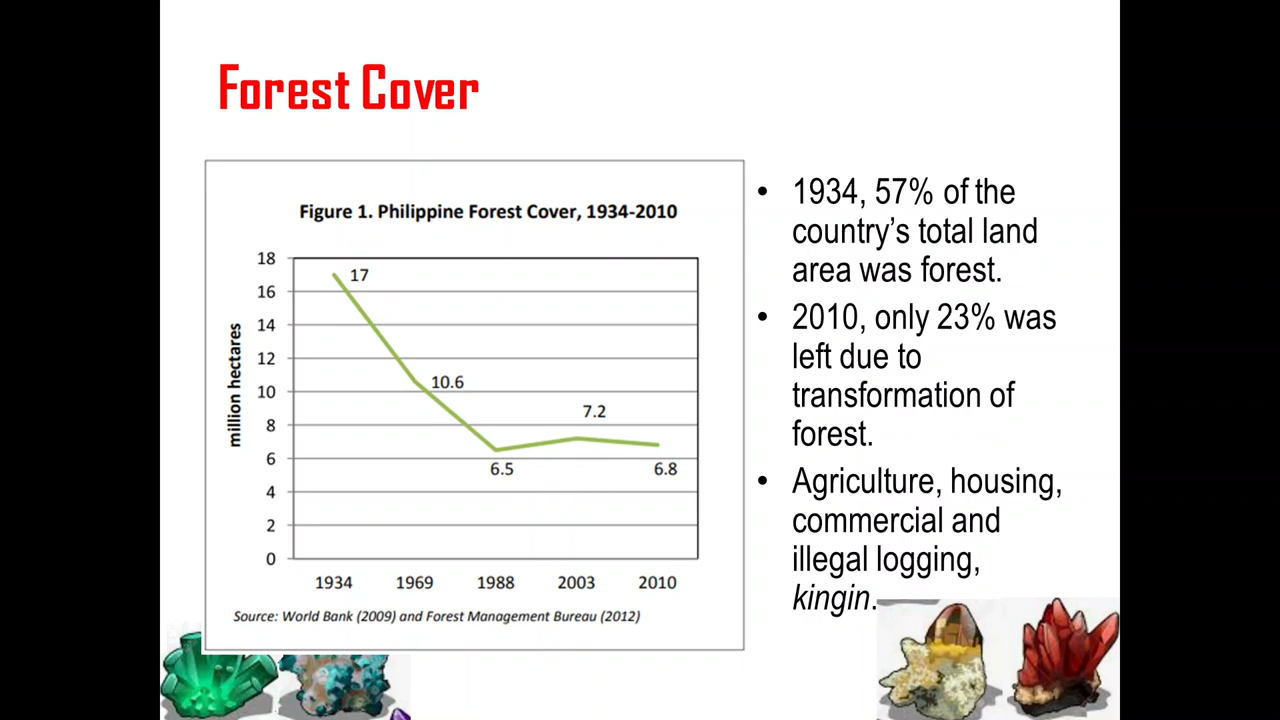 Forest Cover
Figure 1. Philippine Forest Cover, 1934-2010
million hectares
18
16
14
12
10
8
6
4
2
0
17
10.6
6.5
7.2
6.8
1934 1969 1988 2003 2010
Source: World Bank (2009) and Forest Management Bureau (2012)
• 1934, 57% of the
country’s total land
area was forest.
• 2010, only 23% was
left due to
transformation of
forest.
• Agriculture, housing,
commercial and
illegal logging,
kingin.